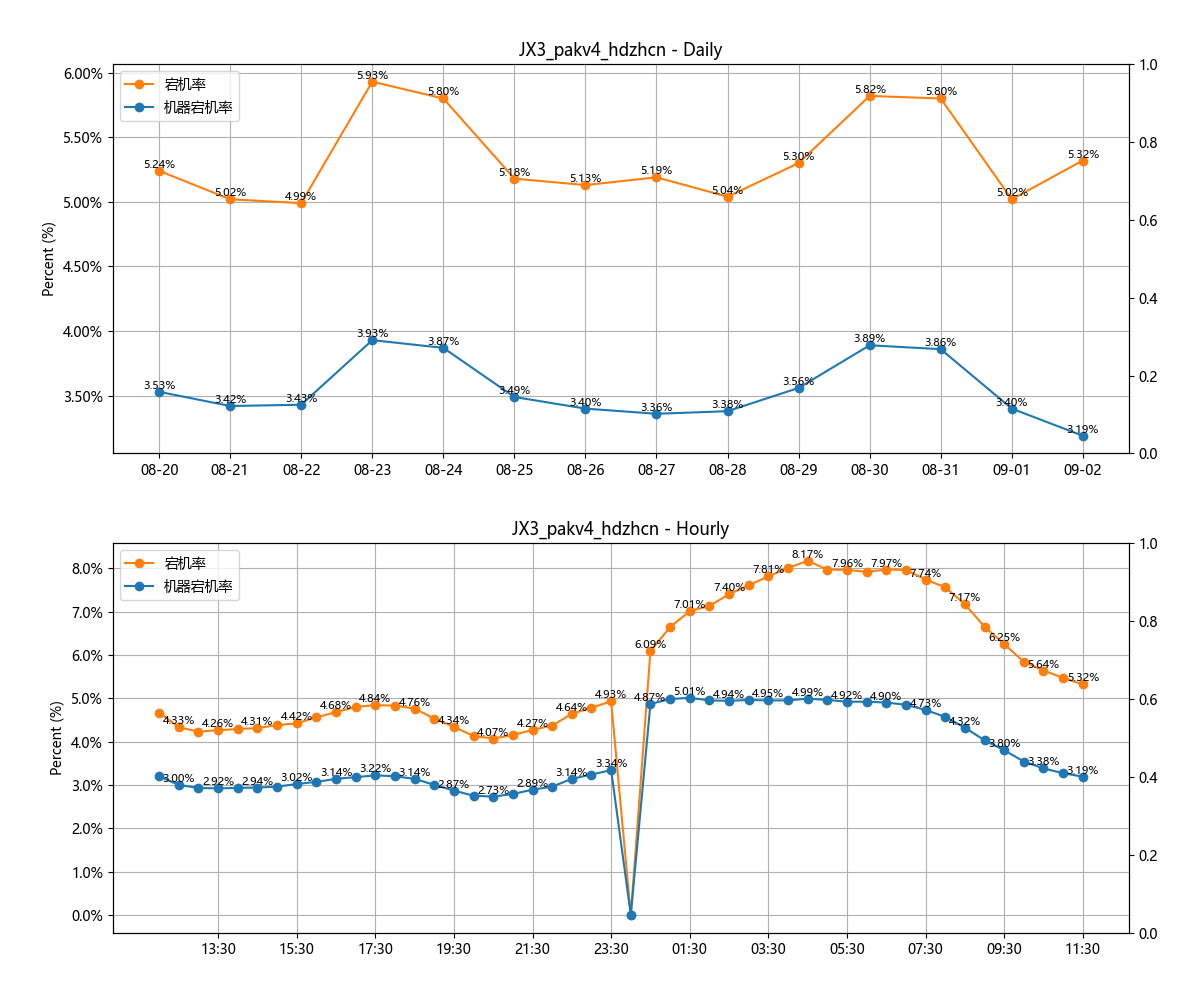 JX3_pakv4_hdzhcn - Daily
宕机率
机器宕机率
Percent (%)
6.00%
5.50%
5.00%
4.50%
4.00%
3.50%
1.0
0.8
0.6
0.4
0.2
0.0
5.24% 5.02% 4.99% 5.93% 5.80% 5.18% 5.13% 5.19% 5.04% 5.30% 5.82% 5.80% 5.02% 5.32%
3.53% 3.42% 3.43% 3.93% 3.87% 3.49% 3.40% 3.36% 3.38% 3.56% 3.89% 3.86% 3.40% 3.19%
08-20 08-21 08-22 08-23 08-24 08-25 08-26 08-27 08-28 08-29 08-30 08-31 09-01 09-02
JX3_pakv4_hdzhcn - Hourly
宕机率
机器宕机率
Percent (%)
8.0%
7.0%
6.0%
5.0%
4.0%
3.0%
2.0%
1.0%
0.0%
1.0
0.8
0.6
0.4
0.2
0.0
4.33% 4.26% 4.31% 4.42% 4.68% 4.84% 4.76% 4.34% 4.07% 4.27% 4.64% 4.93% 6.09% 7.01% 7.40% 7.81% 8.17% 7.96% 7.97% 7.74% 7.17% 6.25% 5.64% 5.32%
3.00% 2.92% 2.94% 3.02% 3.14% 3.22% 3.14% 2.87% 2.73% 2.89% 3.14% 3.34% 4.87% 5.01% 4.94% 4.95% 4.99% 4.92% 4.90% 4.73% 4.32% 3.80% 3.38% 3.19%
13:30 15:30 17:30 19:30 21:30 23:30 01:30 03:30 05:30 07:30 09:30 11:30